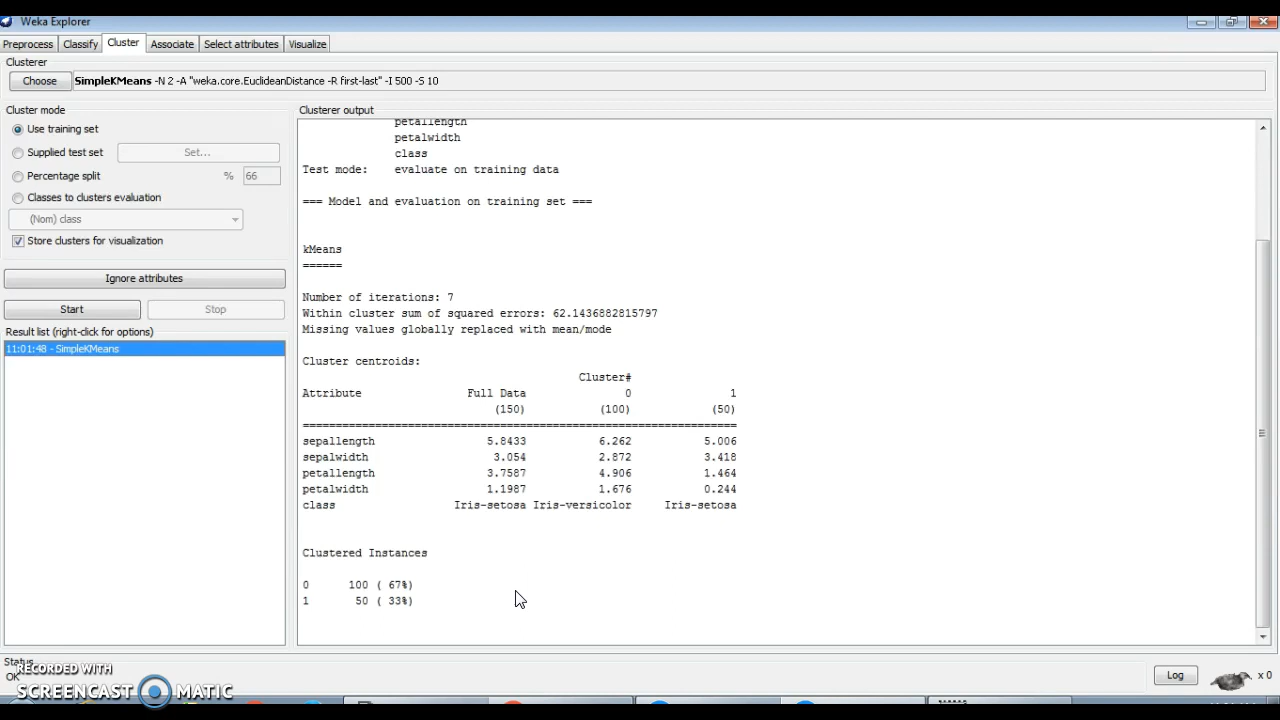 Weka Explorer
Preprocess Classify Cluster Associate Select attributes Visualize
Clusterer
Choose SimpleKMeans -N 2 -A "weka.core.EuclideanDistance -R first-last" -I 500 -S 10
Cluster mode
Use training set
Supplied test set Set...
Percentage split % 66
Classes to clusters evaluation
(Nom) class
Store clusters for visualization
Ignore attributes
Start Stop
Result list (right-click for options)
11:01:48 - SimpleKMeans
Clusterer output
petallength
petalwidth
class
Test mode: evaluate on training data
=== Model and evaluation on training set ===
kMeans
======
Number of iterations: 7
Within cluster sum of squared errors: 62.1436882815797
Missing values globally replaced with mean/mode
Cluster centroids:
Cluster#
Attribute Full Data 0 1
(150) (100) (50)
==================================================================
sepallength 5.8433 6.262 5.006
sepalwidth 3.054 2.872 3.418
petallength 3.7587 4.906 1.464
petalwidth 1.1987 1.676 0.244
class Iris-setosa Iris-versicolor Iris-setosa
Clustered Instances
0 100 ( 67%)
1 50 ( 33%)
Status
OK
Log x 0
RECORDED WITH
SCREENCAST MATIC